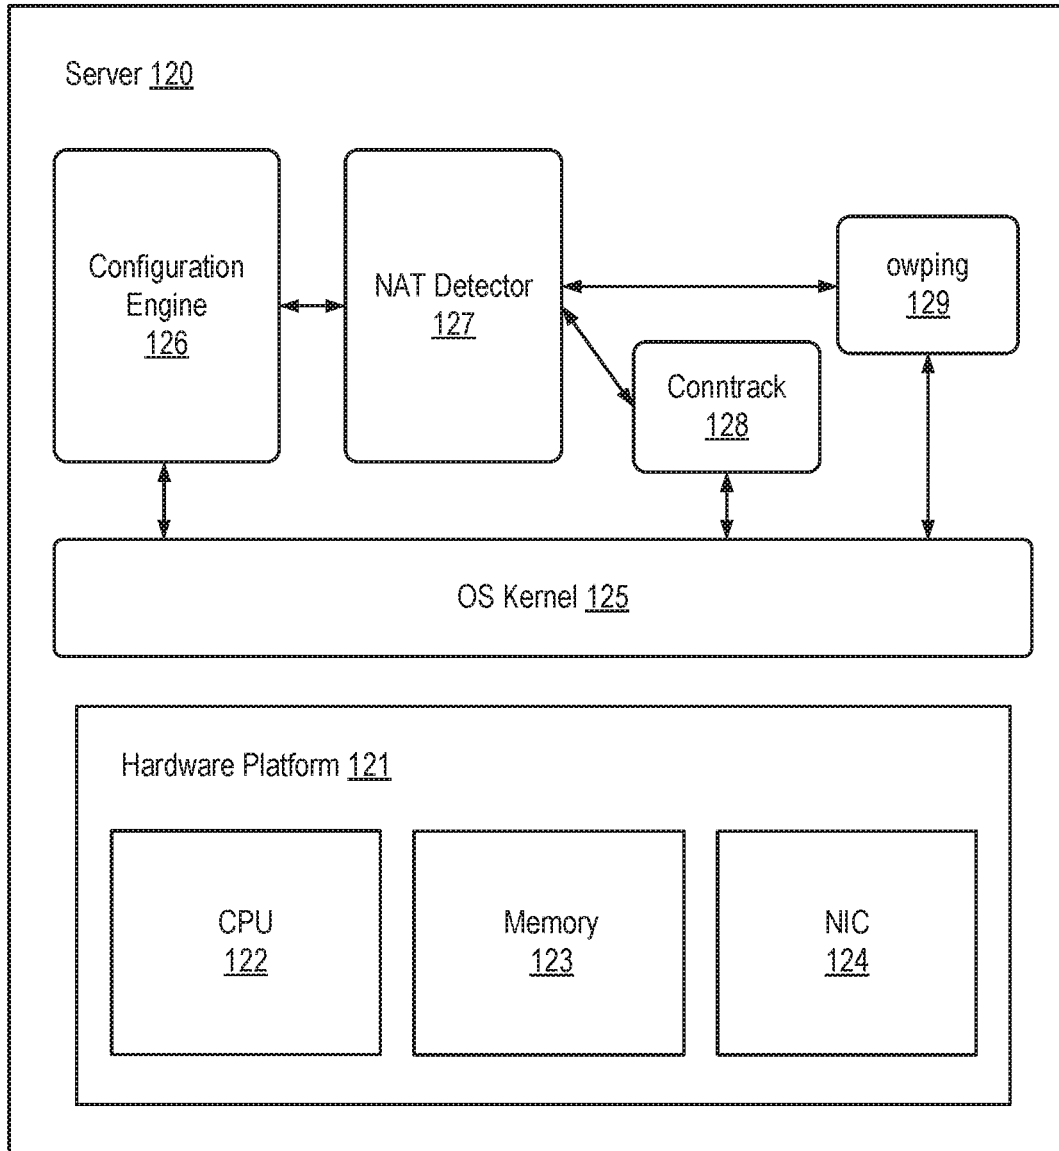 Server 120
Configuration
Engine
126
NAT Detector
127
owping
129
Conntrack
128
OS Kernel 125
Hardware Platform 121
CPU
122
Memory
123
NIC
124